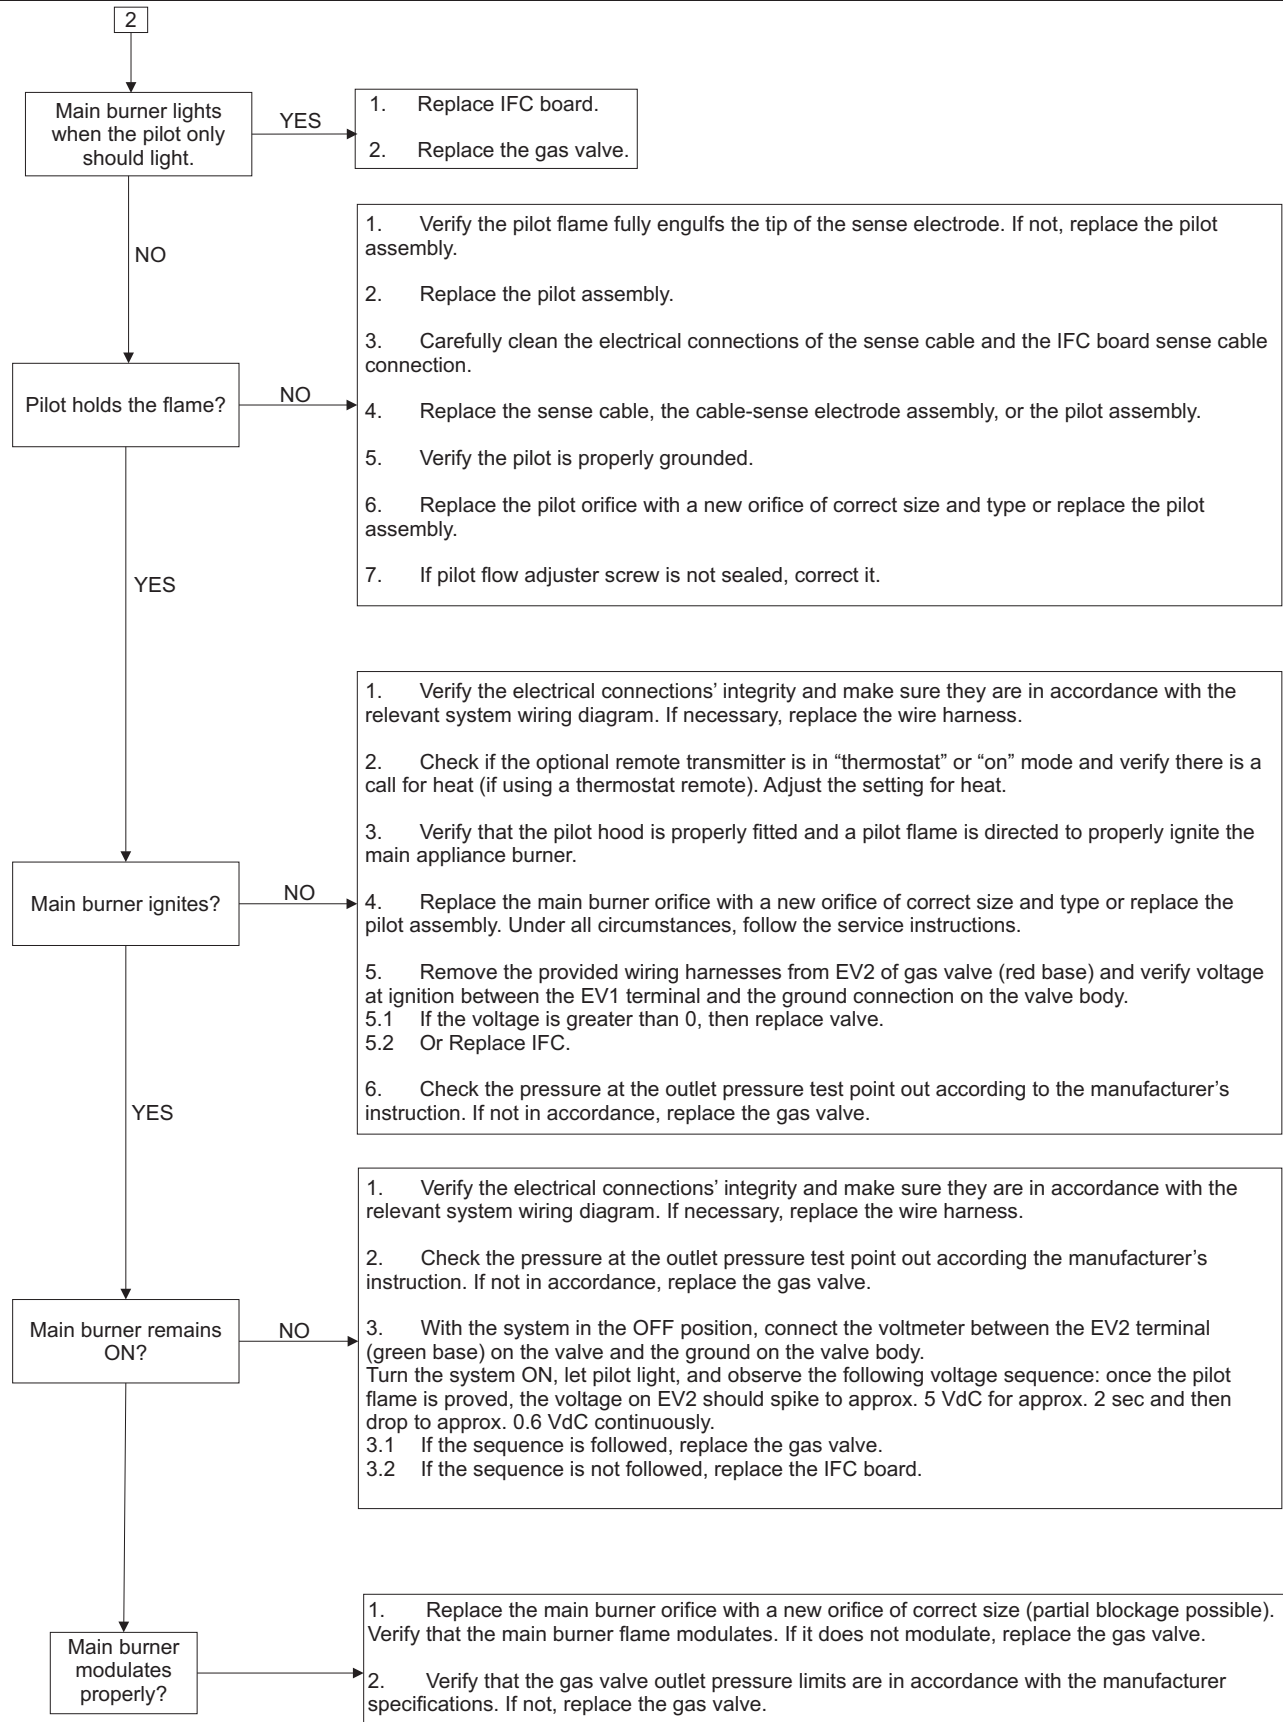 2
Main burner lights
when the pilot only
should light.
YES
1. Replace IFC board.
2. Replace the gas valve.
NO
1. Verify the pilot flame fully engulfs the tip of the sense electrode. If not, replace the pilot
assembly.
2. Replace the pilot assembly.
3. Carefully clean the electrical connections of the sense cable and the IFC board sense cable
connection.
4. Replace the sense cable, the cable-sense electrode assembly, or the pilot assembly.
5. Verify the pilot is properly grounded.
6. Replace the pilot orifice with a new orifice of correct size and type or replace the pilot
assembly.
7. If pilot flow adjuster screw is not sealed, correct it.
Pilot holds the flame?
NO
YES
1. Verify the electrical connections’ integrity and make sure they are in accordance with the
relevant system wiring diagram. If necessary, replace the wire harness.
2. Check if the optional remote transmitter is in “thermostat” or “on” mode and verify there is a
call for heat (if using a thermostat remote). Adjust the setting for heat.
3. Verify that the pilot hood is properly fitted and a pilot flame is directed to properly ignite the
main appliance burner.
4. Replace the main burner orifice with a new orifice of correct size and type or replace the
pilot assembly. Under all circumstances, follow the service instructions.
5. Remove the provided wiring harnesses from EV2 of gas valve (red base) and verify voltage
at ignition between the EV1 terminal and the ground connection on the valve body.
5.1 If the voltage is greater than 0, then replace valve.
5.2 Or Replace IFC.
6. Check the pressure at the outlet pressure test point out according to the manufacturer’s
instruction. If not in accordance, replace the gas valve.
Main burner ignites?
NO
YES
1. Verify the electrical connections’ integrity and make sure they are in accordance with the
relevant system wiring diagram. If necessary, replace the wire harness.
2. Check the pressure at the outlet pressure test point out according the manufacturer’s
instruction. If not in accordance, replace the gas valve.
3. With the system in the OFF position, connect the voltmeter between the EV2 terminal
(green base) on the valve and the ground on the valve body.
Turn the system ON, let pilot light, and observe the following voltage sequence: once the pilot
flame is proved, the voltage on EV2 should spike to approx. 5 VdC for approx. 2 sec and then
drop to approx. 0.6 VdC continuously.
3.1 If the sequence is followed, replace the gas valve.
3.2 If the sequence is not followed, replace the IFC board.
Main burner remains
ON?
NO
1. Replace the main burner orifice with a new orifice of correct size (partial blockage possible).
Verify that the main burner flame modulates. If it does not modulate, replace the gas valve.
2. Verify that the gas valve outlet pressure limits are in accordance with the manufacturer
specifications. If not, replace the gas valve.
Main burner
modulates
properly?